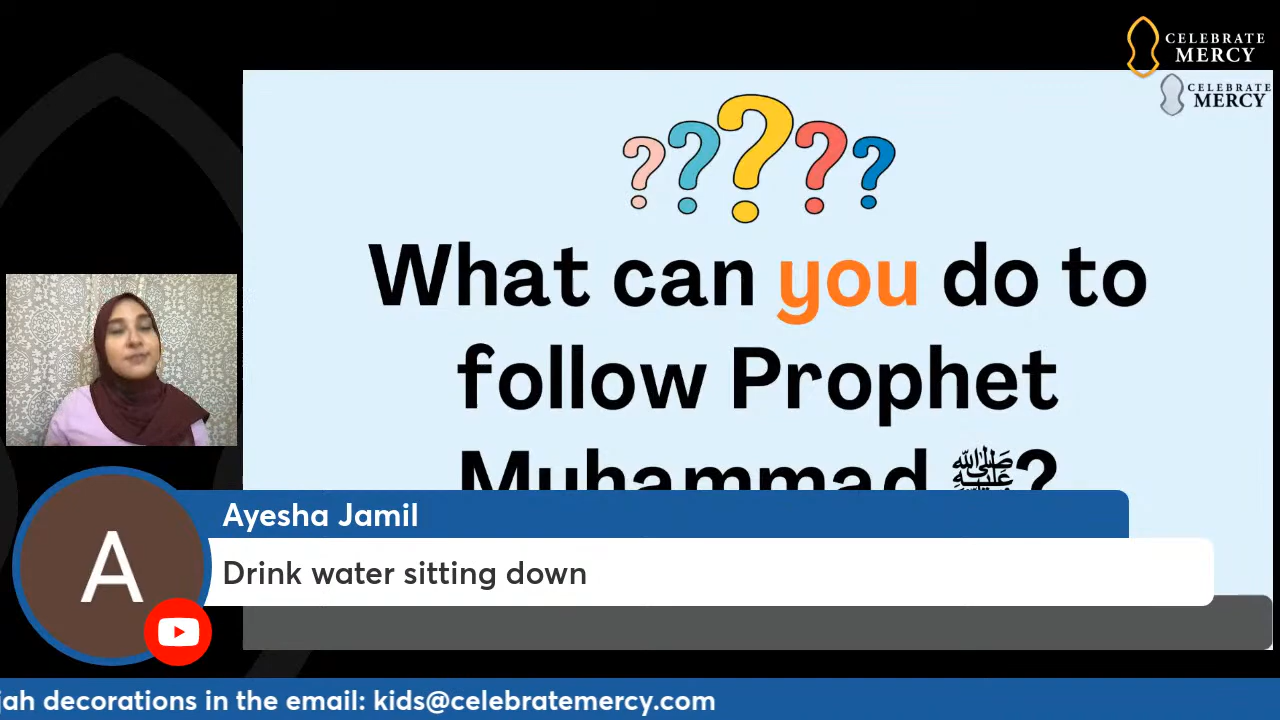 CELEBRATE
MERCY
CELEBRATE
MERCY
? ? ? ? ?
What can you do to
follow Prophet
Muhammad ﷺ?
Ayesha Jamil
A
Drink water sitting down
jah decorations in the email: kids@celebratemercy.com